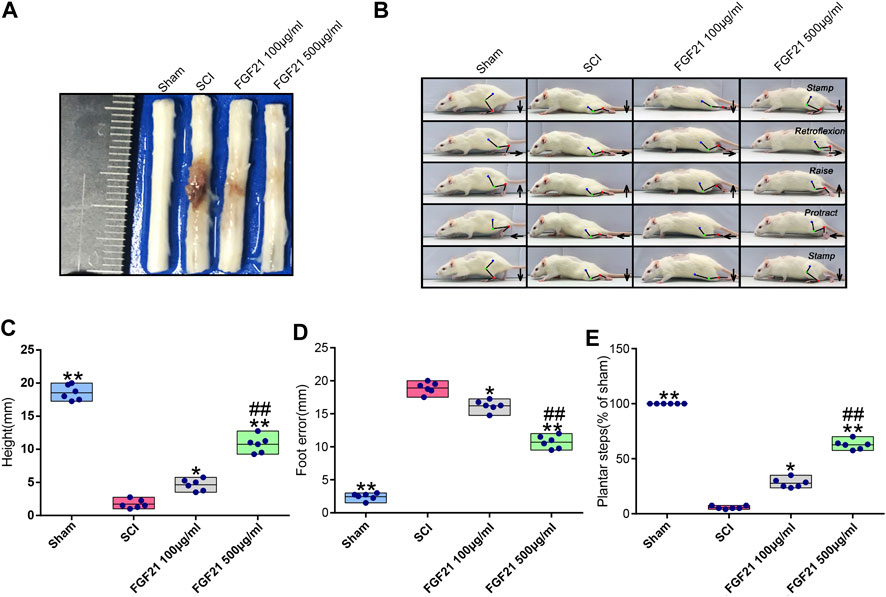 A
Sham
SCI
FGF21 100μg/ml
FGF21 500μg/ml
B
Sham
SCI
FGF21 100μg/ml
FGF21 500μg/ml
Stamp
Retroflexion
Raise
Protract
Stamp
C
Height(mm)
25
20
15
10
5
0
**
*
##
**
Sham
SCI
FGF21 100μg/ml
FGF21 500μg/ml
D
Foot error(mm)
25
20
15
10
5
0
**
*
##
**
Sham
SCI
FGF21 100μg/ml
FGF21 500μg/ml
E
Plantar steps(% of sham)
150
100
50
0
**
*
##
**
Sham
SCI
FGF21 100μg/ml
FGF21 500μg/ml